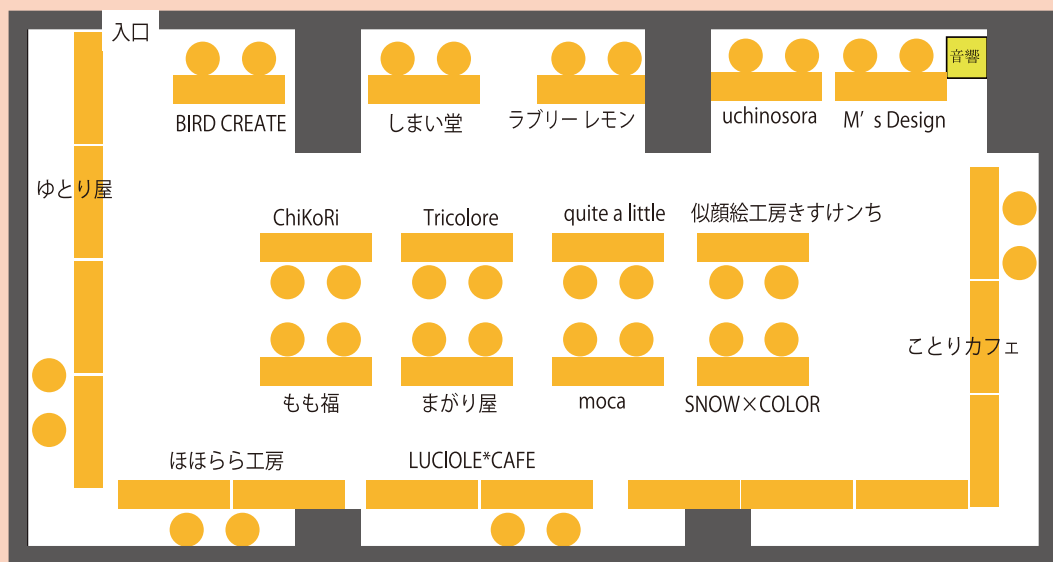 入口
音響
BIRD CREATE
しまい堂
ラブリー レモン
uchinosora
M’s Design
ゆとり屋
ChiKoRi
Tricolore
quite a little
似顔絵工房きすけンち
ことりカフェ
もも福
まがり屋
moca
SNOW×COLOR
ほほらら工房
LUCIOLE*CAFE